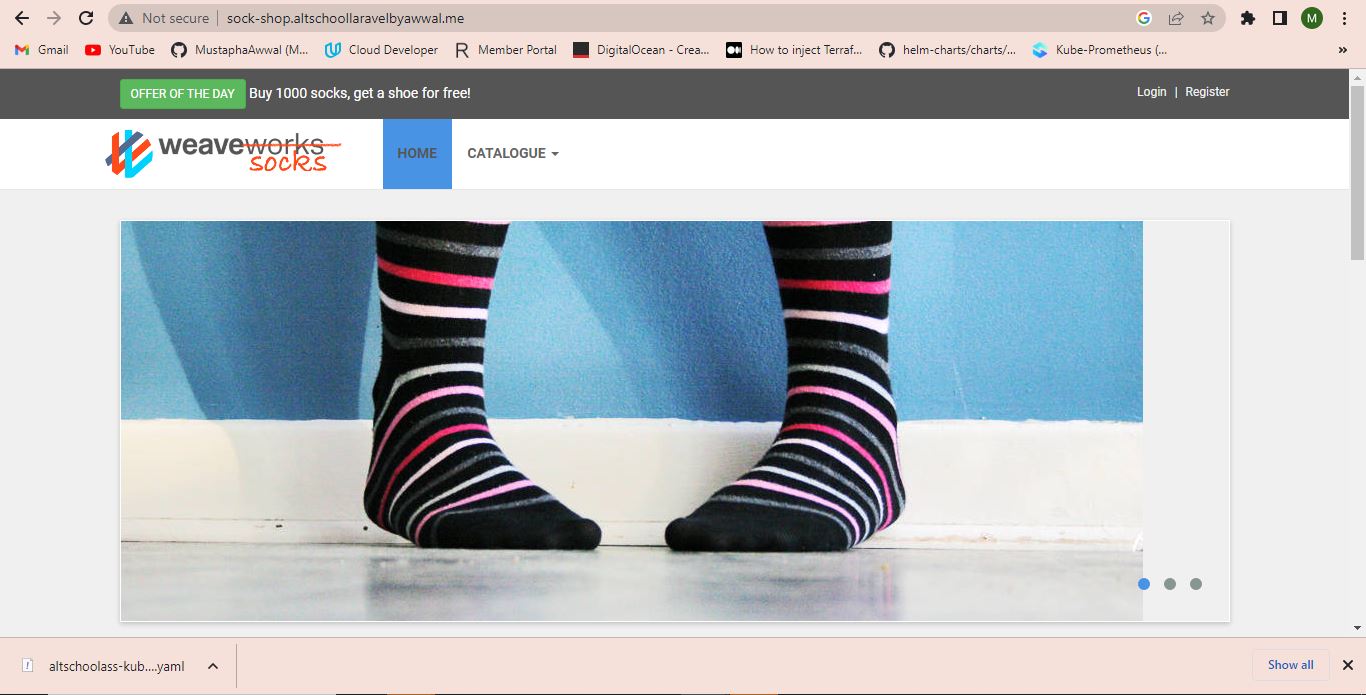 Not secure | sock-shop.altschoollaravelbyawwal.me
M
Gmail YouTube MustaphaAwwal (M... Cloud Developer Member Portal DigitalOcean - Crea... How to inject Terraf... helm-charts/charts/... Kube-Prometheus (... »
OFFER OF THE DAY Buy 1000 socks, get a shoe for free! Login | Register
weaveworks
socks
HOME CATALOGUE
altschoolass-kub....yaml Show all